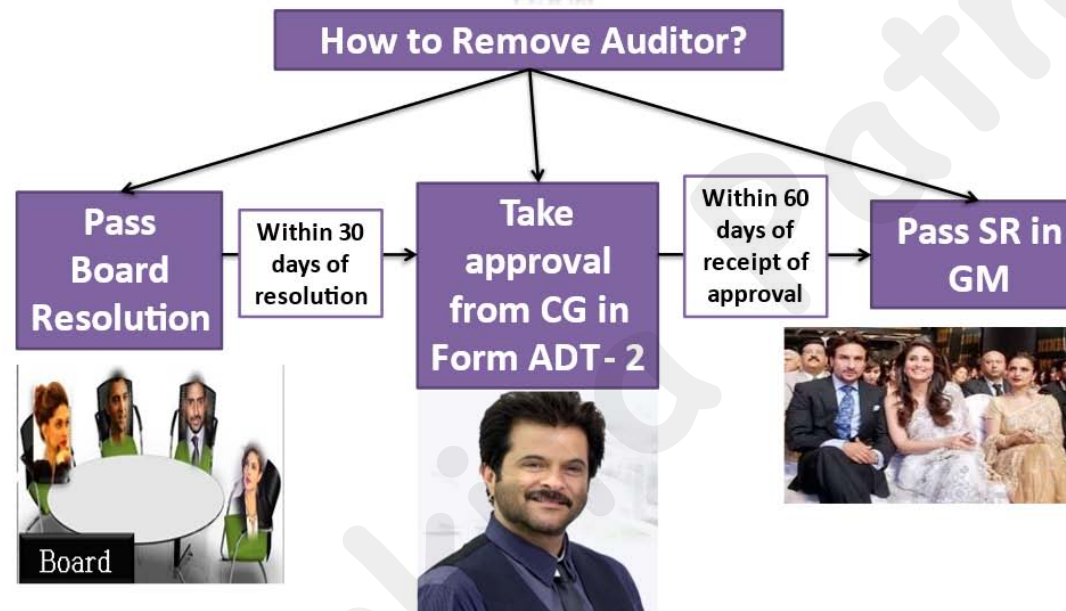 How to Remove Auditor?
Pass
Board
Resolution
Within 30
days of
resolution
Take
approval
from CG in
Form ADT- 2
Within 60
days of
receipt of
approval
Pass SR in
GM
Board